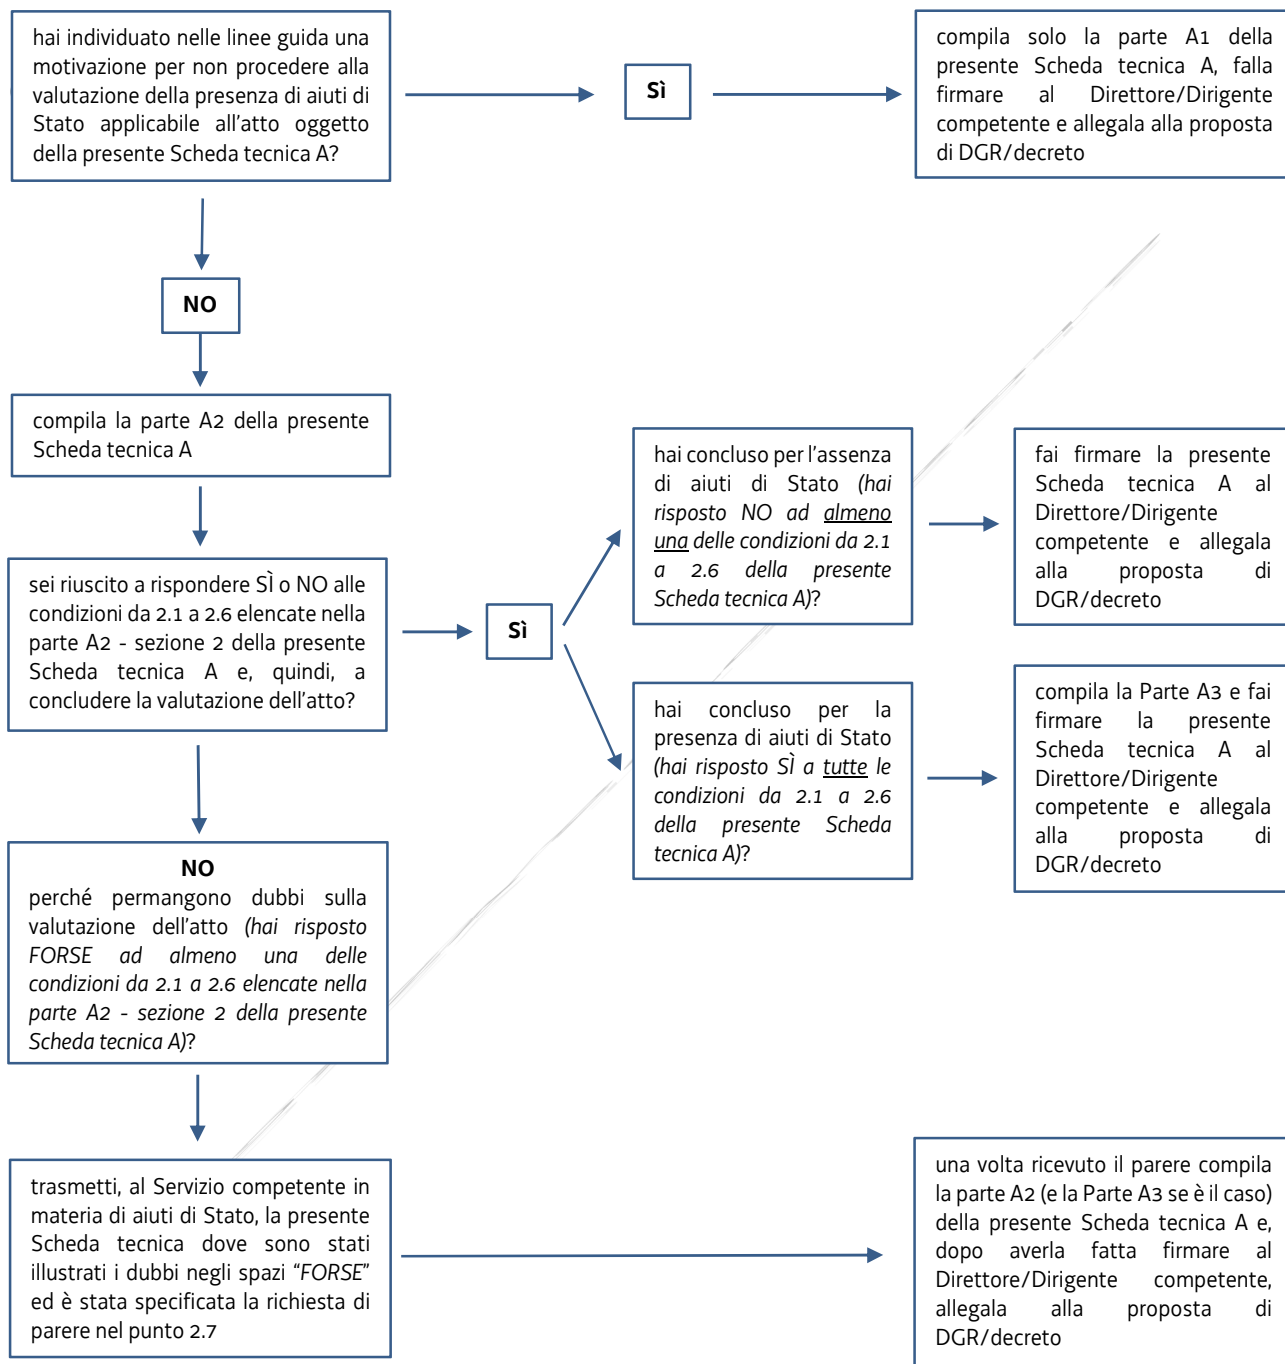 hai individuato nelle linee guida una
motivazione per non procedere alla
valutazione della presenza di aiuti di
Stato applicabile all'atto oggetto
della presente Scheda tecnica A?
Sì
compila solo la parte A1 della
presente Scheda tecnica A, falla
firmare al Direttore/Dirigente
competente e allegala alla proposta
di DGR/decreto
NO
compila la parte A2 della presente
Scheda tecnica A
sei riuscito a rispondere SÌ o NO alle
condizioni da 2.1 a 2.6 elencate nella
parte A2 - sezione 2 della presente
Scheda tecnica A e, quindi, a
concludere la valutazione dell'atto?
Sì
hai concluso per l'assenza
di aiuti di Stato (hai
risposto NO ad almeno
una delle condizioni da 2.1
a 2.6 della presente
Scheda tecnica A)?
fai firmare la presente
Scheda tecnica A al
Direttore/Dirigente
competente e allegala
alla proposta di
DGR/decreto
hai concluso per la
presenza di aiuti di Stato
(hai risposto SÌ a tutte le
condizioni da 2.1 a 2.6
della presente Scheda
tecnica A)?
compila la Parte A3 e fai
firmare la presente
Scheda tecnica A al
Direttore/Dirigente
competente e allegala
alla proposta di
DGR/decreto
NO
perché permangono dubbi sulla
valutazione dell'atto (hai risposto
FORSE ad almeno una delle
condizioni da 2.1 a 2.6 elencate nella
parte A2 - sezione 2 della presente
Scheda tecnica A)?
trasmetti, al Servizio competente in
materia di aiuti di Stato, la presente
Scheda tecnica dove sono stati
illustrati i dubbi negli spazi "FORSE"
ed è stata specificata la richiesta di
parere nel punto 2.7
una volta ricevuto il parere compila
la parte A2 (e la Parte A3 se è il caso)
della presente Scheda tecnica A e,
dopo averla fatta firmare al
Direttore/Dirigente competente,
allegala alla proposta di
DGR/decreto